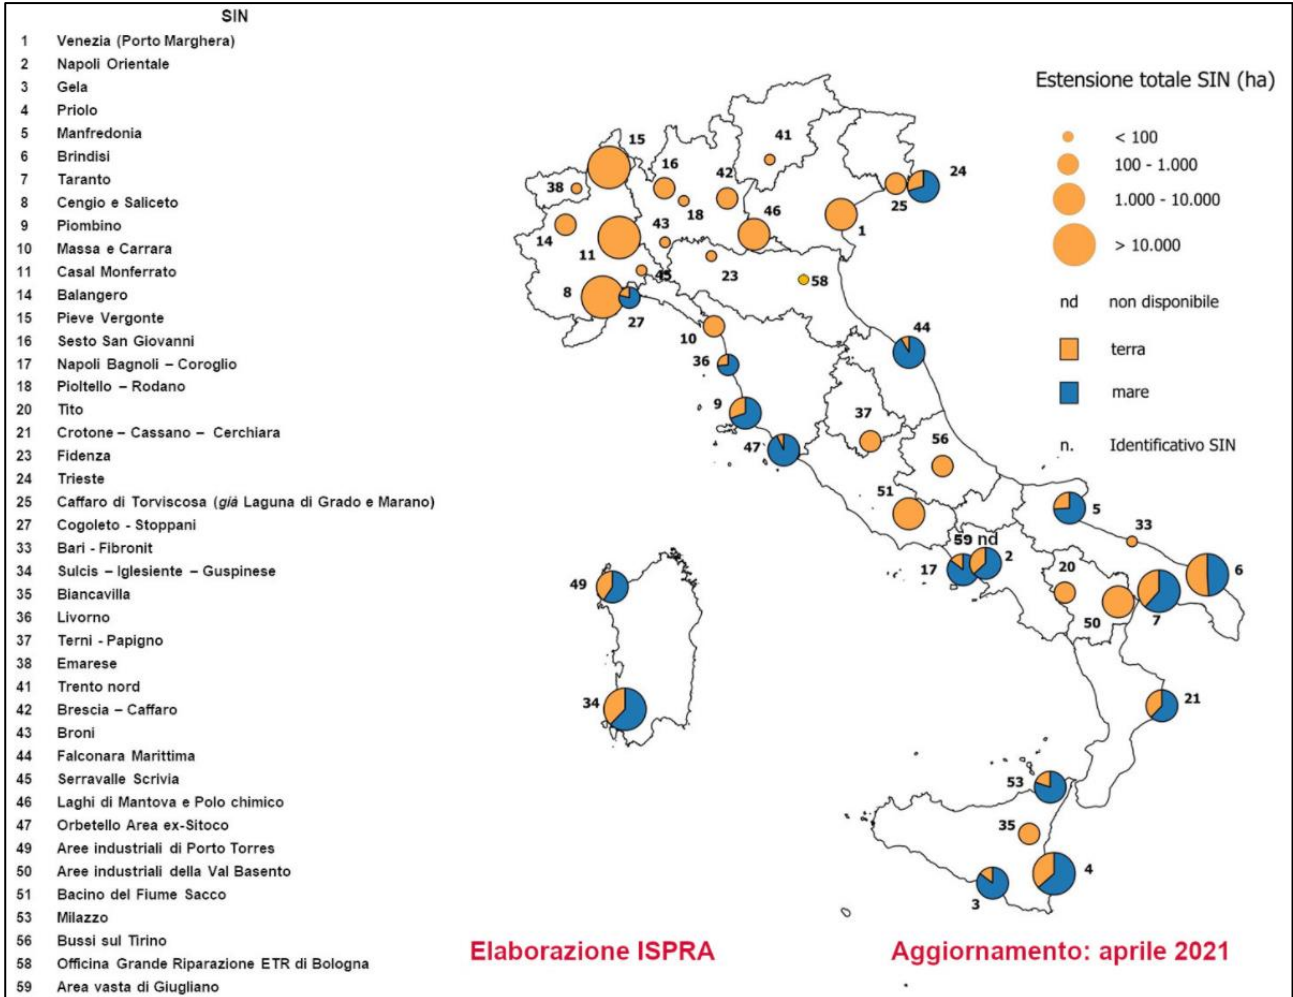 SIN
1 Venezia (Porto Marghera)
2 Napoli Orientale
3 Gela
4 Priolo
5 Manfredonia
6 Brindisi
7 Taranto
8 Cengio e Saliceto
9 Piombino
10 Massa e Carrara
11 Casal Monferrato
14 Balangero
15 Pieve Vergonte
16 Sesto San Giovanni
17 Napoli Bagnoli – Coroglio
18 Pioltello – Rodano
20 Tito
21 Crotone – Cassano – Cerchiara
23 Fidenza
24 Trieste
25 Caffaro di Torviscosa (già Laguna di Grado e Marano)
27 Cogoleto - Stoppani
33 Bari - Fibronit
34 Sulcis – Iglesiente – Guspinese
35 Biancavilla
36 Livorno
37 Terni - Papigno
38 Emarese
41 Trento nord
42 Brescia – Caffaro
43 Broni
44 Falconara Marittima
45 Serravalle Scrivia
46 Laghi di Mantova e Polo chimico
47 Orbetello Area ex-Sitoco
49 Aree industriali di Porto Torres
50 Aree industriali della Val Basento
51 Bacino del Fiume Sacco
53 Milazzo
56 Bussi sul Tirino
58 Officina Grande Riparazione ETR di Bologna
59 Area vasta di Giugliano
Estensione totale SIN (ha)
< 100
100 - 1.000
1.000 - 10.000
> 10.000
nd non disponibile
terra
mare
n. Identificativo SIN
15
41
16
42
24
38
18
25
46
1
14
43
11
45
23
58
8
27
10
44
36
9
37
47
56
51
5
33
59 nd
17
2
20
6
49
50
7
34
21
53
35
4
3
Elaborazione ISPRA
Aggiornamento: aprile 2021